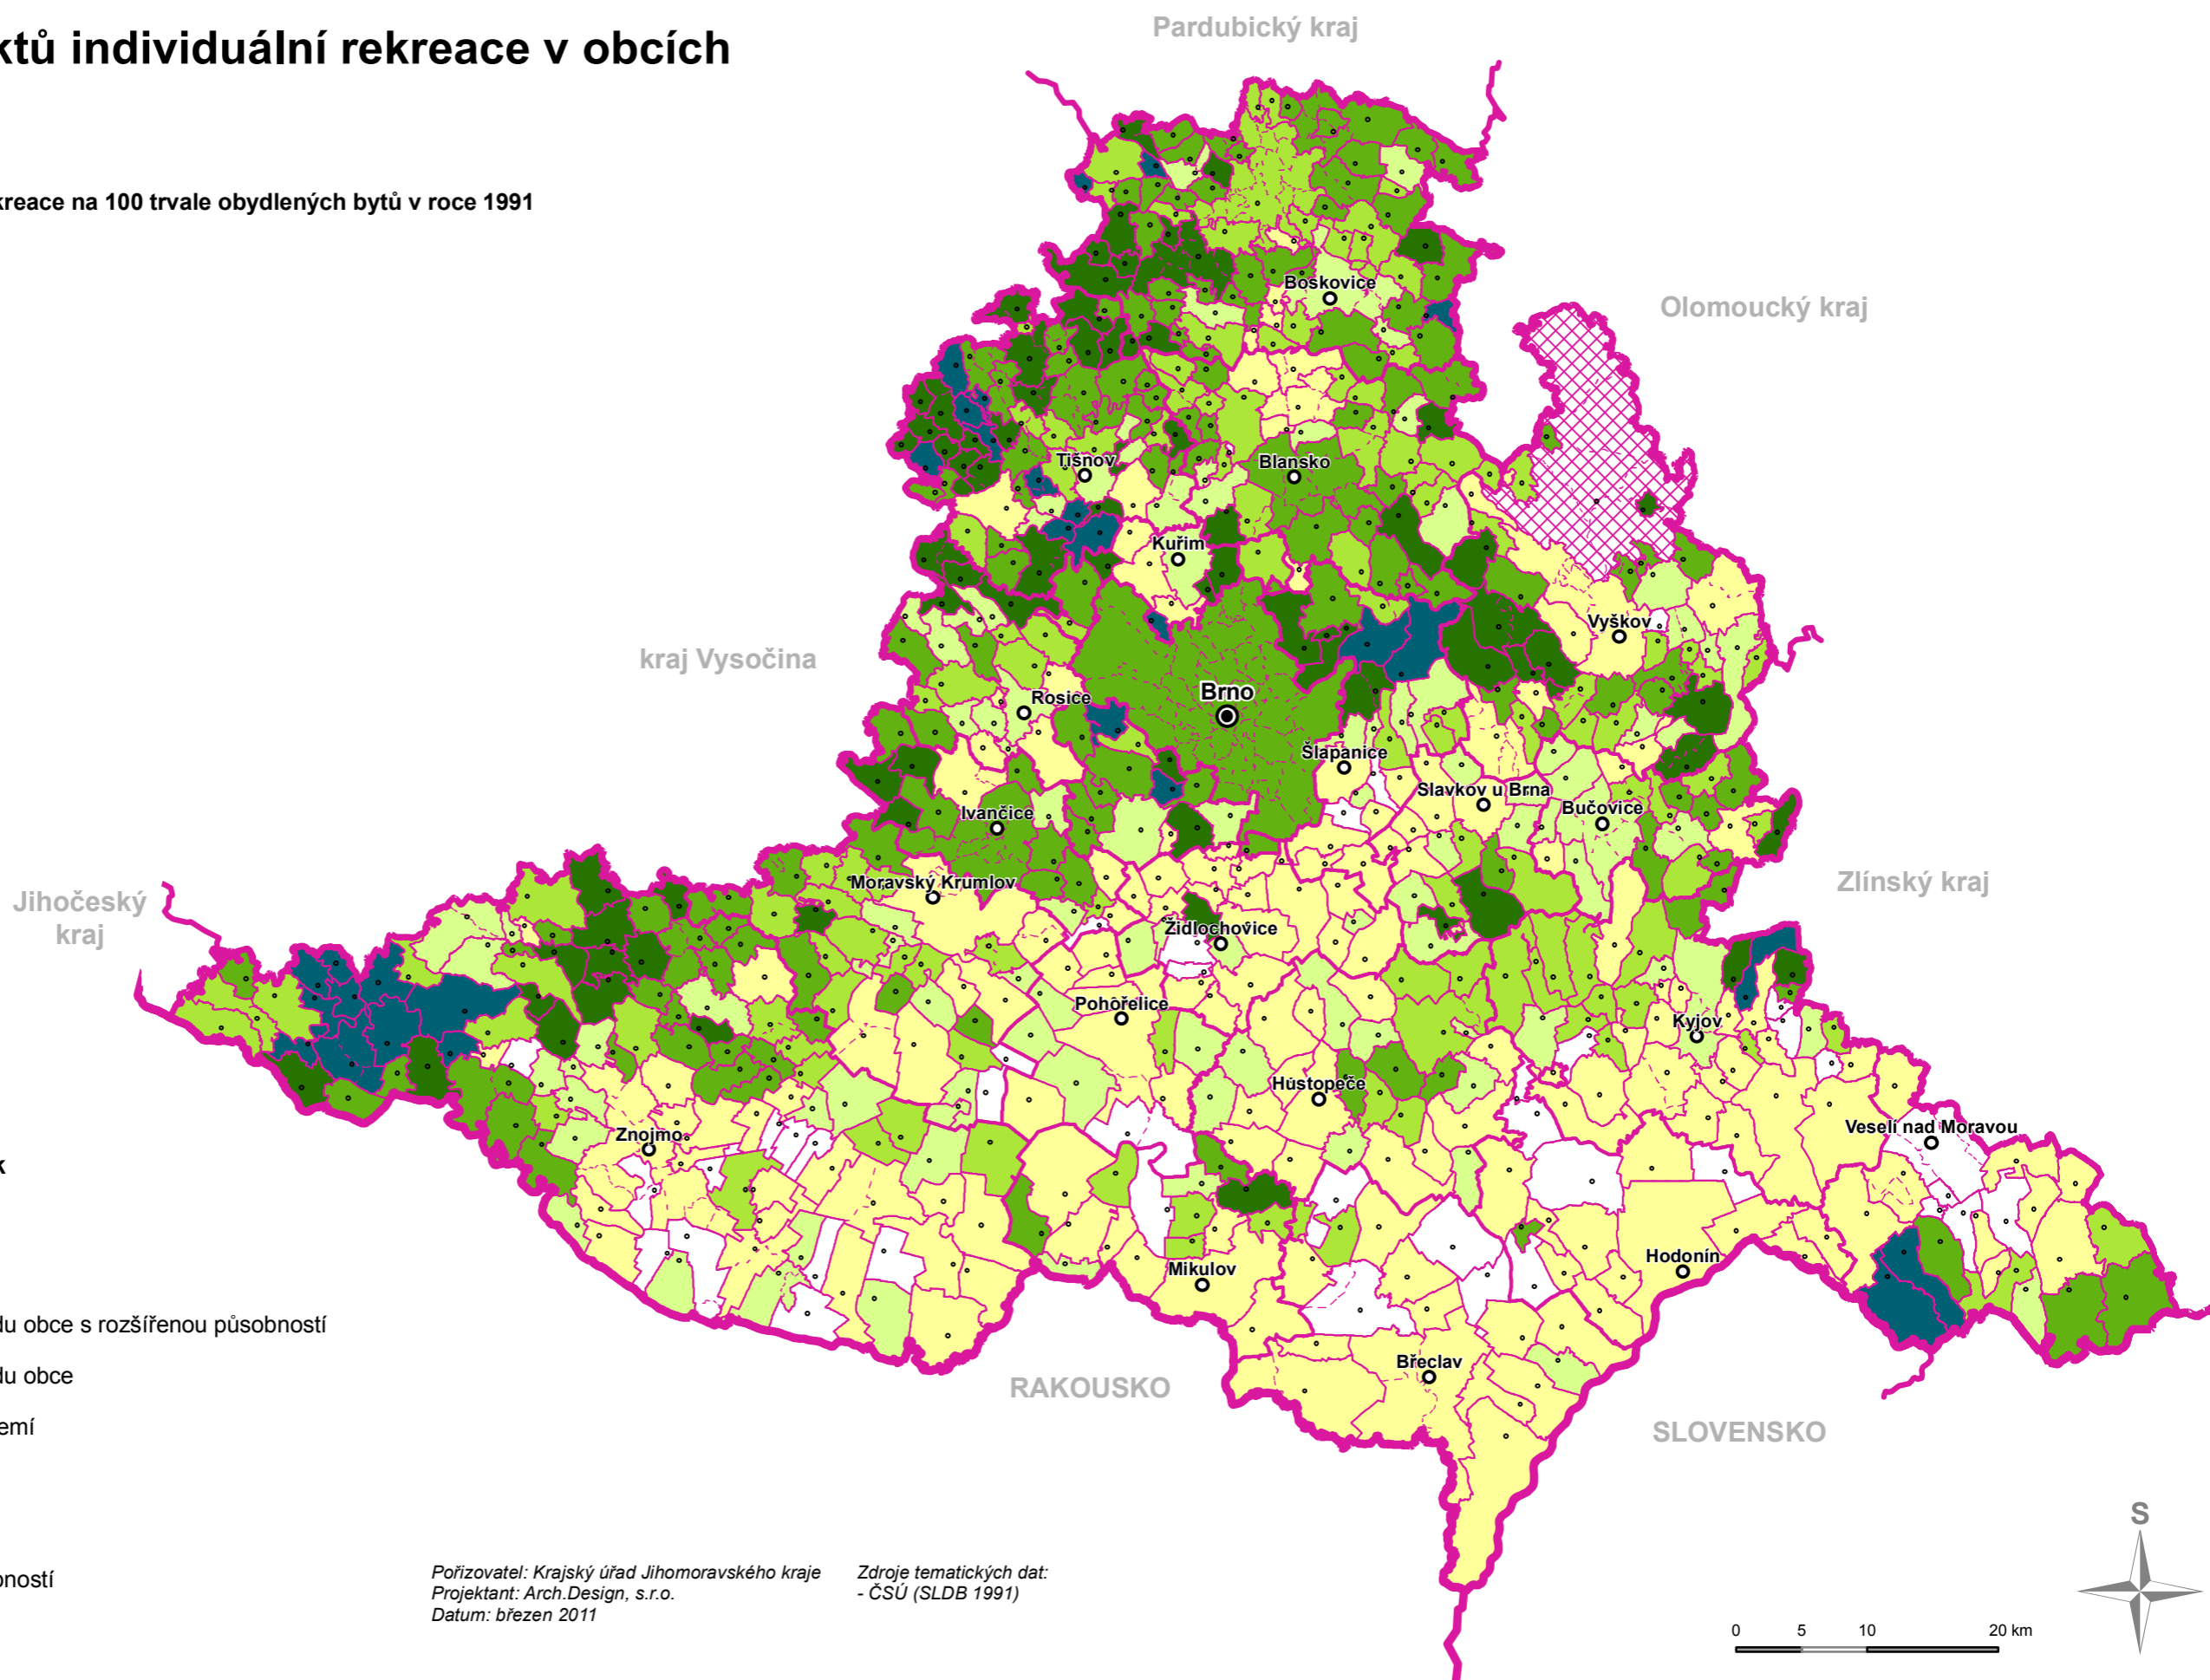 ktů individuální rekreace v obcích
kreace na 100 trvale obydlených bytů v roce 1991
Pardubický kraj
Olomoucký kraj
kraj Vysočina
Jihočeský
kraj
Zlínský kraj
RAKOUSKO
SLOVENSKO
Boskovice
Tišnov
Blansko
Kuřim
Vyškov
Rosice
Brno
Šlapanice
Slavkov u Brna
Bučovice
Ivančice
Moravský Krumlov
Židlochovice
Pohořelice
Kyjov
Hustopeče
Znojmo
Veselí nad Moravou
Hodonín
Mikulov
Břeclav
k
du obce s rozšířenou působností
du obce
emí
bností
Pořizovatel: Krajský úřad Jihomoravského kraje
Projektant: Arch.Design, s.r.o.
Datum: březen 2011
Zdroje tematických dat:
- ČSÚ (SLDB 1991)
S
0 5 10 20 km